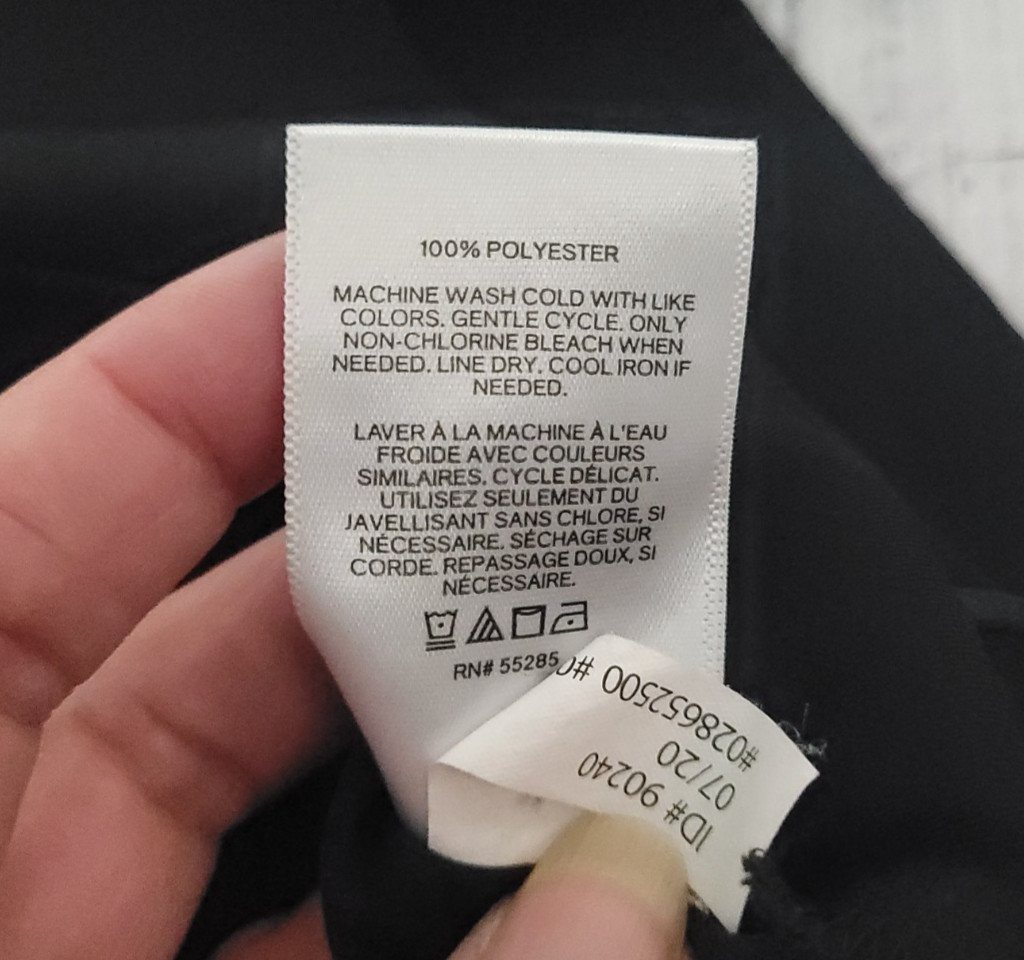 100% POLYESTER
MACHINE WASH COLD WITH LIKE
COLORS. GENTLE CYCLE. ONLY
NON-CHLORINE BLEACH WHEN
NEEDED. LINE DRY. COOL IRON IF
NEEDED.
LAVER À LA MACHINE À L'EAU
FROIDE AVEC COULEURS
SIMILAIRES. CYCLE DÉLICAT.
UTILISEZ SEULEMENT DU
JAVELLISANT SANS CHLORE, SI
NÉCESSAIRE. SÉCHAGE SUR
CORDE. REPASSAGE DOUX, SI
NÉCESSAIRE.
RN# 55285
ID# 90240
07/20
#028652500 #0